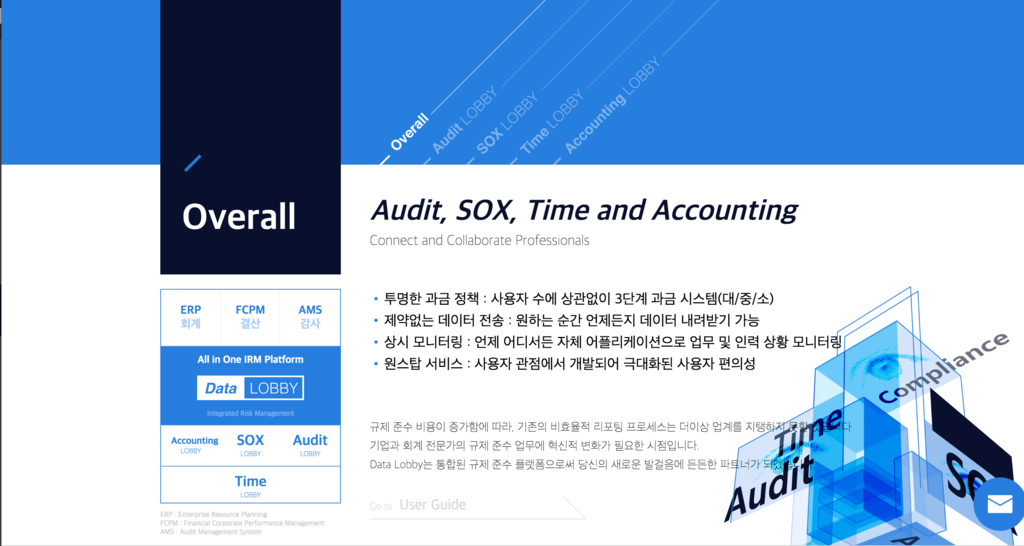 Overall
Audit LOBBY
SOX LOBBY
Time LOBBY
Accounting LOBBY
Overall
Audit, SOX, Time and Accounting
Connect and Collaborate Professionals
• 투명한 과금 정책 : 사용자 수에 상관없이 3단계 과금 시스템(대/중/소)
• 제약없는 데이터 전송 : 원하는 순간 언제든지 데이터 내려받기 가능
• 상시 모니터링 : 언제 어디서든 자체 어플리케이션으로 업무 및 인력 상황 모니터링
• 원스탑 서비스 : 사용자 관점에서 개발되어 극대화된 사용자 편의성
ERP FCPM AMS
회계 결산 감사
All in One IRM Platform
Data LOBBY
Integrated Risk Management
Accounting SOX Audit
LOBBY LOBBY LOBBY
Time
LOBBY
ERP : Enterprise Resource Planning
FCPM : Financial Corporate Performance Management
AMS : Audit Management System
규제 준수 비용이 증가함에 따라, 기존의 비효율적 리포팅 프로세스는 더이상 업계를 지탱하지
기업과 회계 전문가의 규제 준수 업무에 혁신적 변화가 필요한 시점입니다.
Data Lobby는 통합된 규제 준수 플랫폼으로써 당신의 새로운 발걸음에 든든한 파트너가
Go to User Guide
Compliance
Time
Audit